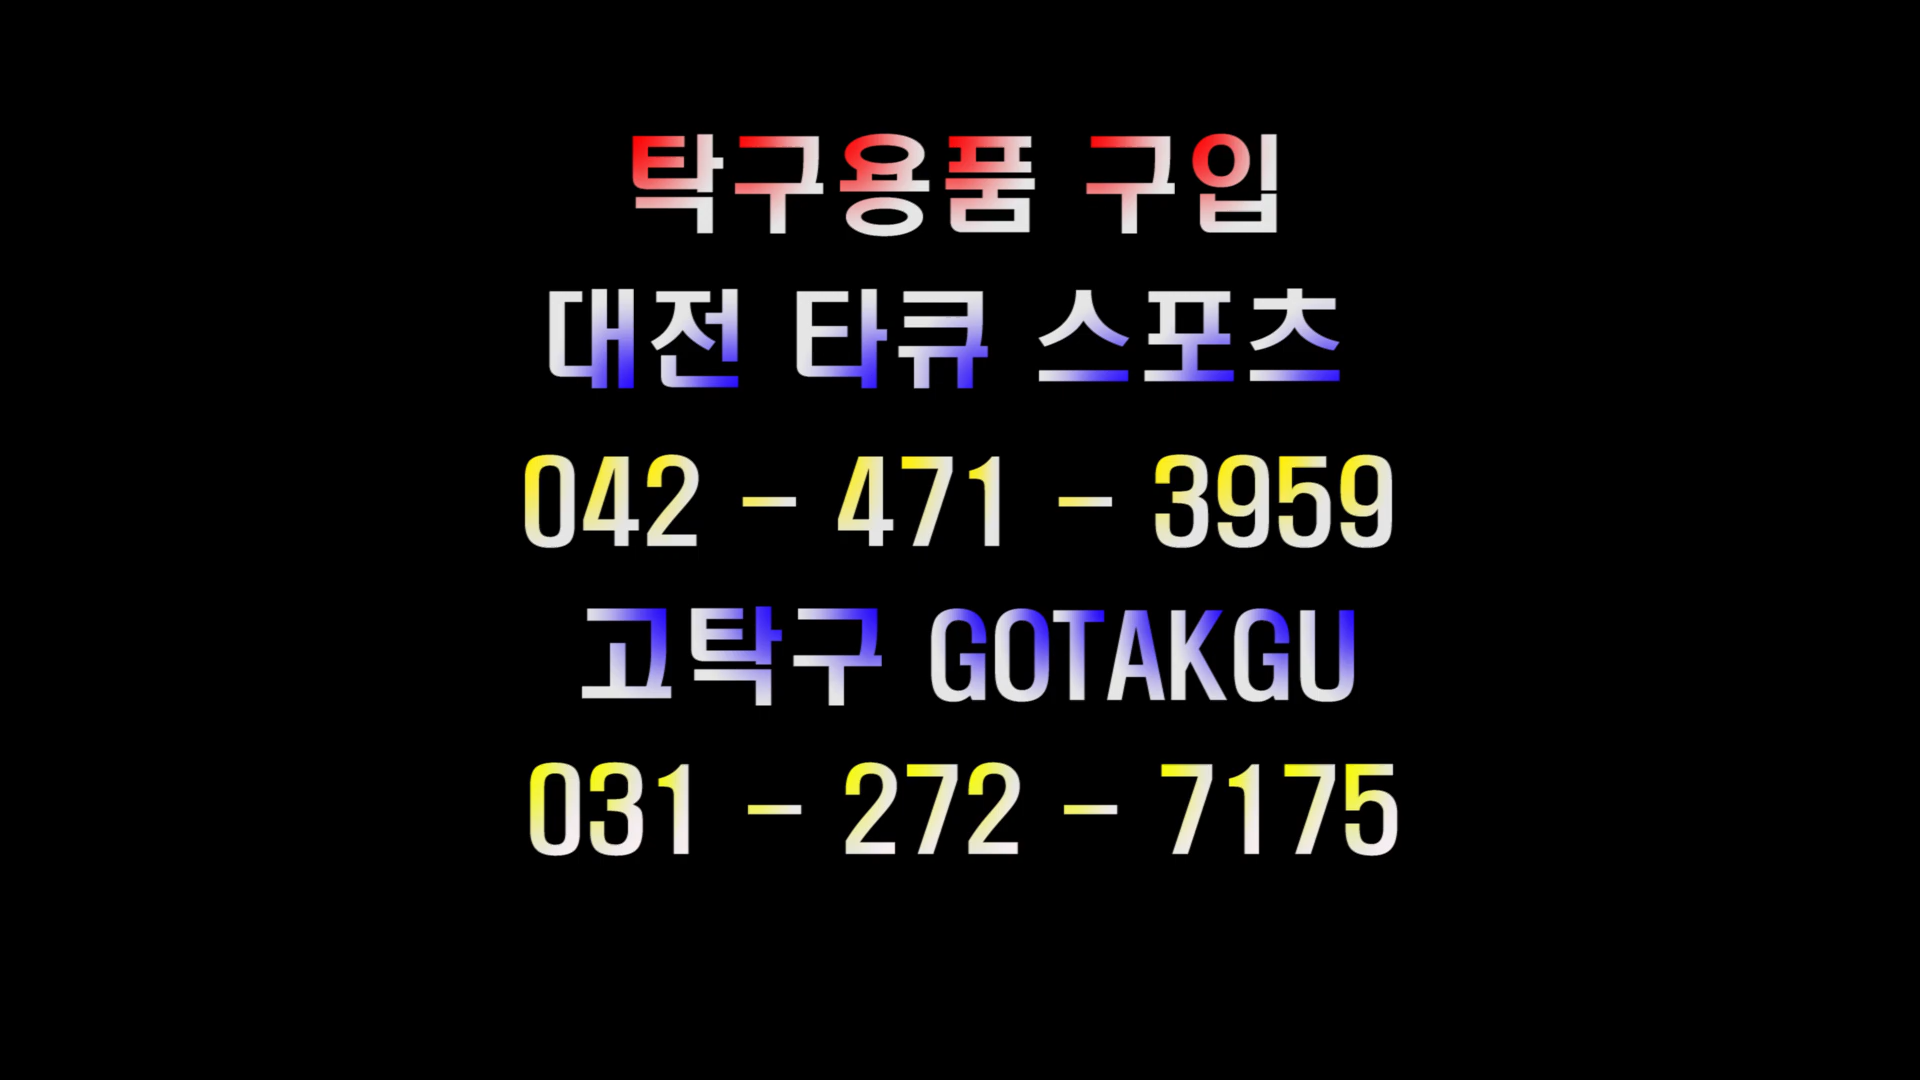 탁구용품 구입
대전 타큐 스포츠
042 - 471 - 3959
고탁구 GOTAKGU
031 - 272 - 7175